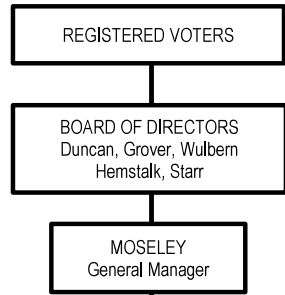 REGISTERED VOTERS
BOARD OF DIRECTORS
Duncan, Grover, Wulbern
Hemstalk, Starr
MOSELEY
General Manager